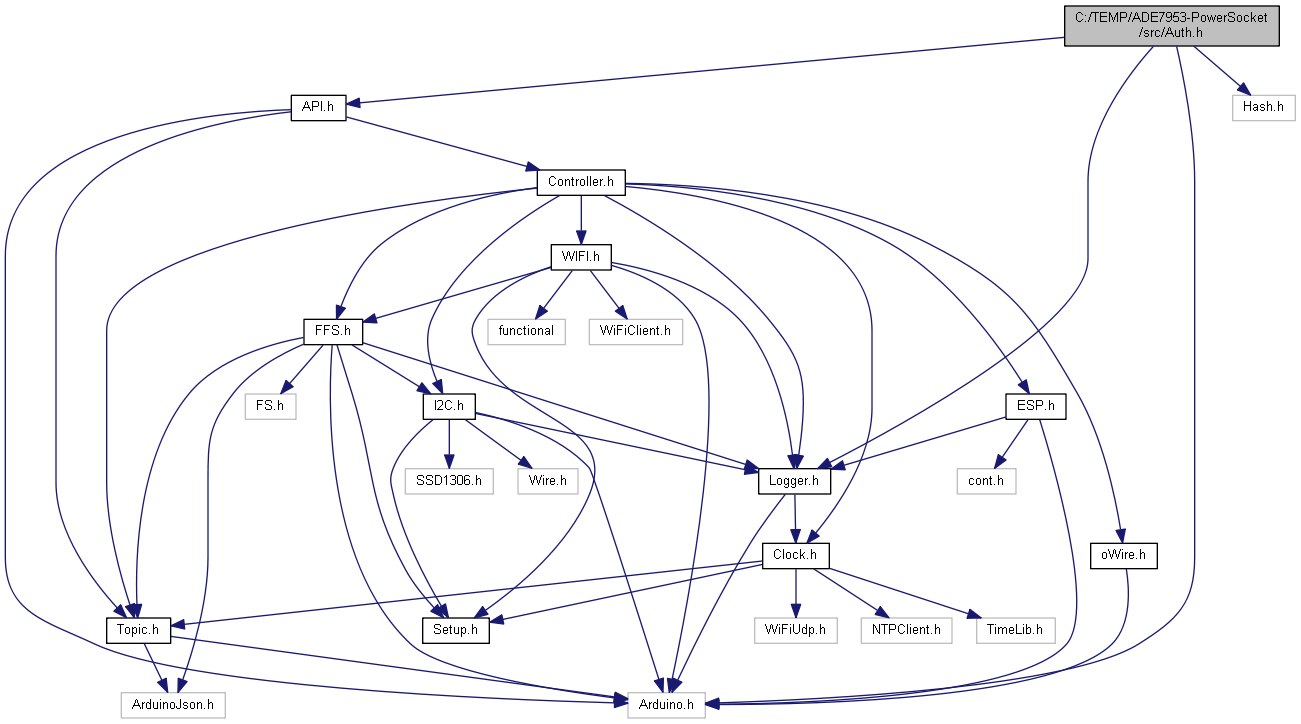 C:/TEMP/ADE7953-PowerSocket
/src/Auth.h
API.h
Hash.h
Controller.h
WIFI.h
FFS.h
functional
WiFiClient.h
FS.h
I2C.h
ESP.h
SSD1306.h
Wire.h
Logger.h
cont.h
Clock.h
oWire.h
Topic.h
Setup.h
WiFiUdp.h
NTPClient.h
TimeLib.h
ArduinoJson.h
Arduino.h